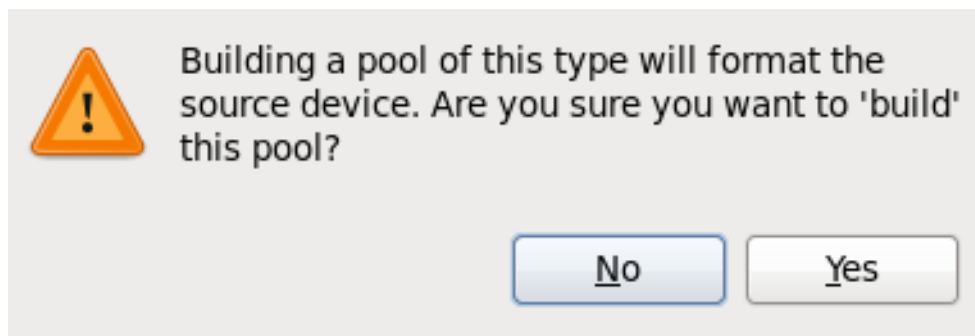 Building a pool of this type will format the
source device. Are you sure you want to 'build'
this pool?
No
Yes